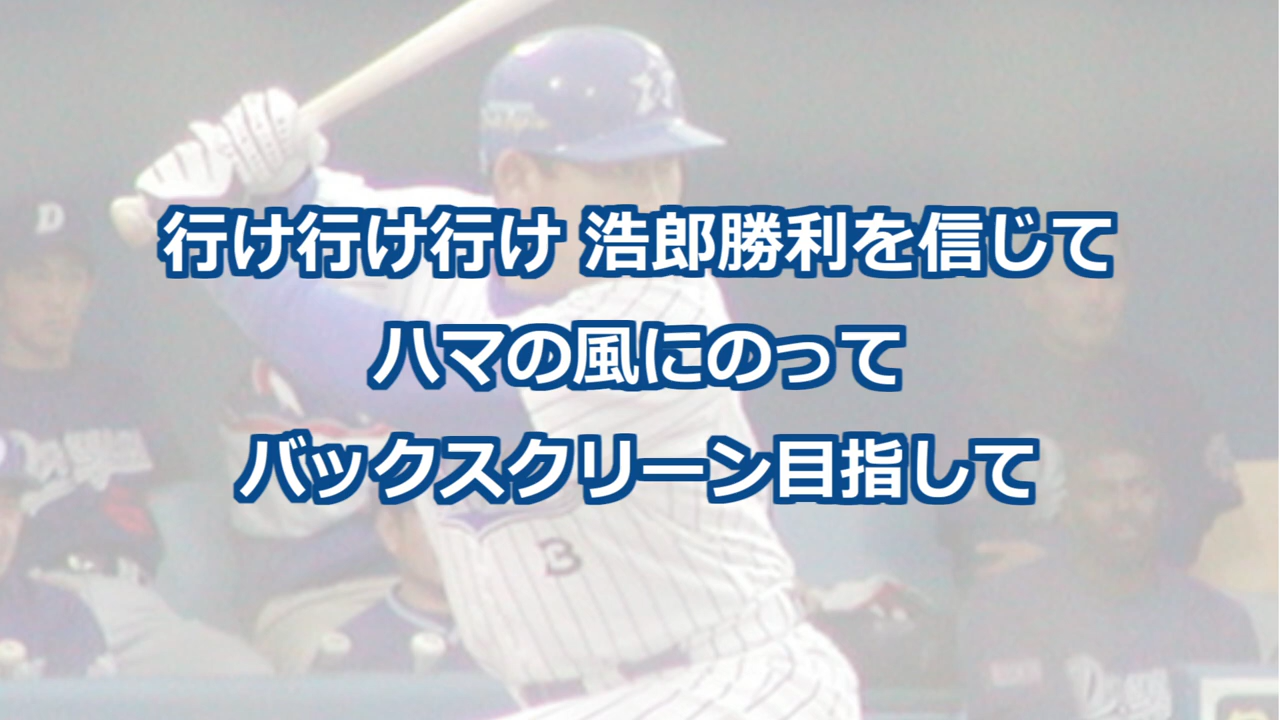 行け行け行け 浩郎勝利を信じて
ハマの風にのって
バックスクリーン目指して
3
D